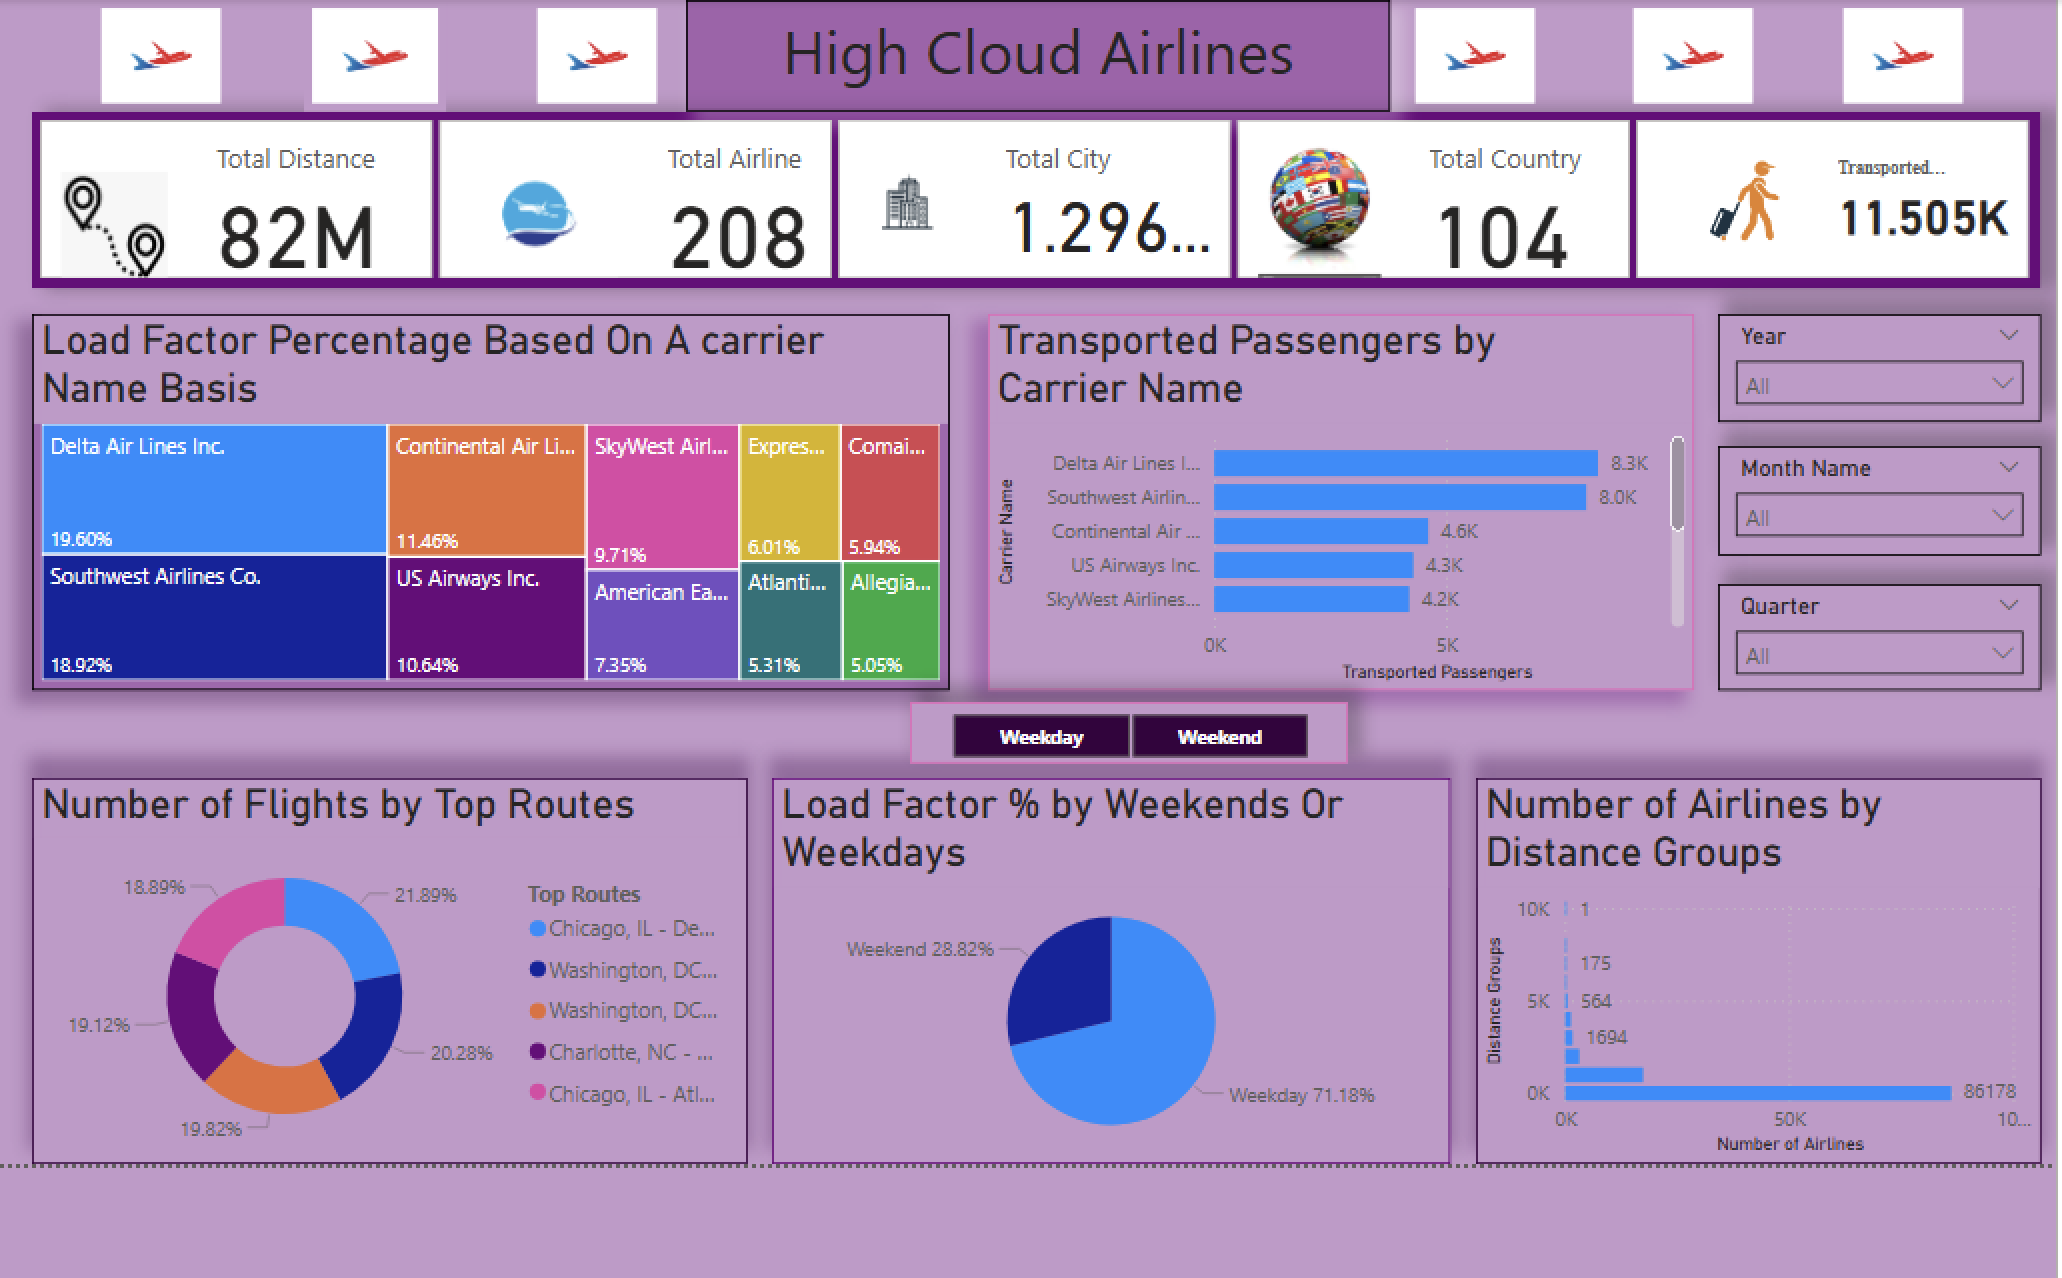 High Cloud Airlines
Total Distance
82M
Total Airline
208
Total City
1.296...
Total Country
104
Transported...
11.505K
Load Factor Percentage Based On A carrier
Name Basis
Delta Air Lines Inc.
19.60%
Southwest Airlines Co.
18.92%
Continental Air Li...
11.46%
US Airways Inc.
10.64%
SkyWest Airl...
9.71%
American Ea...
7.35%
Expres...
6.01%
Comai...
5.94%
Atlanti...
5.31%
Allegia...
5.05%
Transported Passengers by
Carrier Name
Carrier Name
Delta Air Lines I...
8.3K
Southwest Airlin...
8.0K
Continental Air ...
4.6K
US Airways Inc.
4.3K
SkyWest Airlines...
4.2K
0K
5K
Transported Passengers
Year
All
Month Name
All
Quarter
All
Weekday
Weekend
Number of Flights by Top Routes
18.89%
21.89%
19.12%
20.28%
19.82%
Top Routes
Chicago, IL - De...
Washington, DC...
Washington, DC...
Charlotte, NC - ...
Chicago, IL - Atl...
Load Factor % by Weekends Or
Weekdays
Weekend 28.82%
Weekday 71.18%
Number of Airlines by
Distance Groups
Distance Groups
10K
1
175
5K
564
1694
0K
86178
0K
50K
10...
Number of Airlines